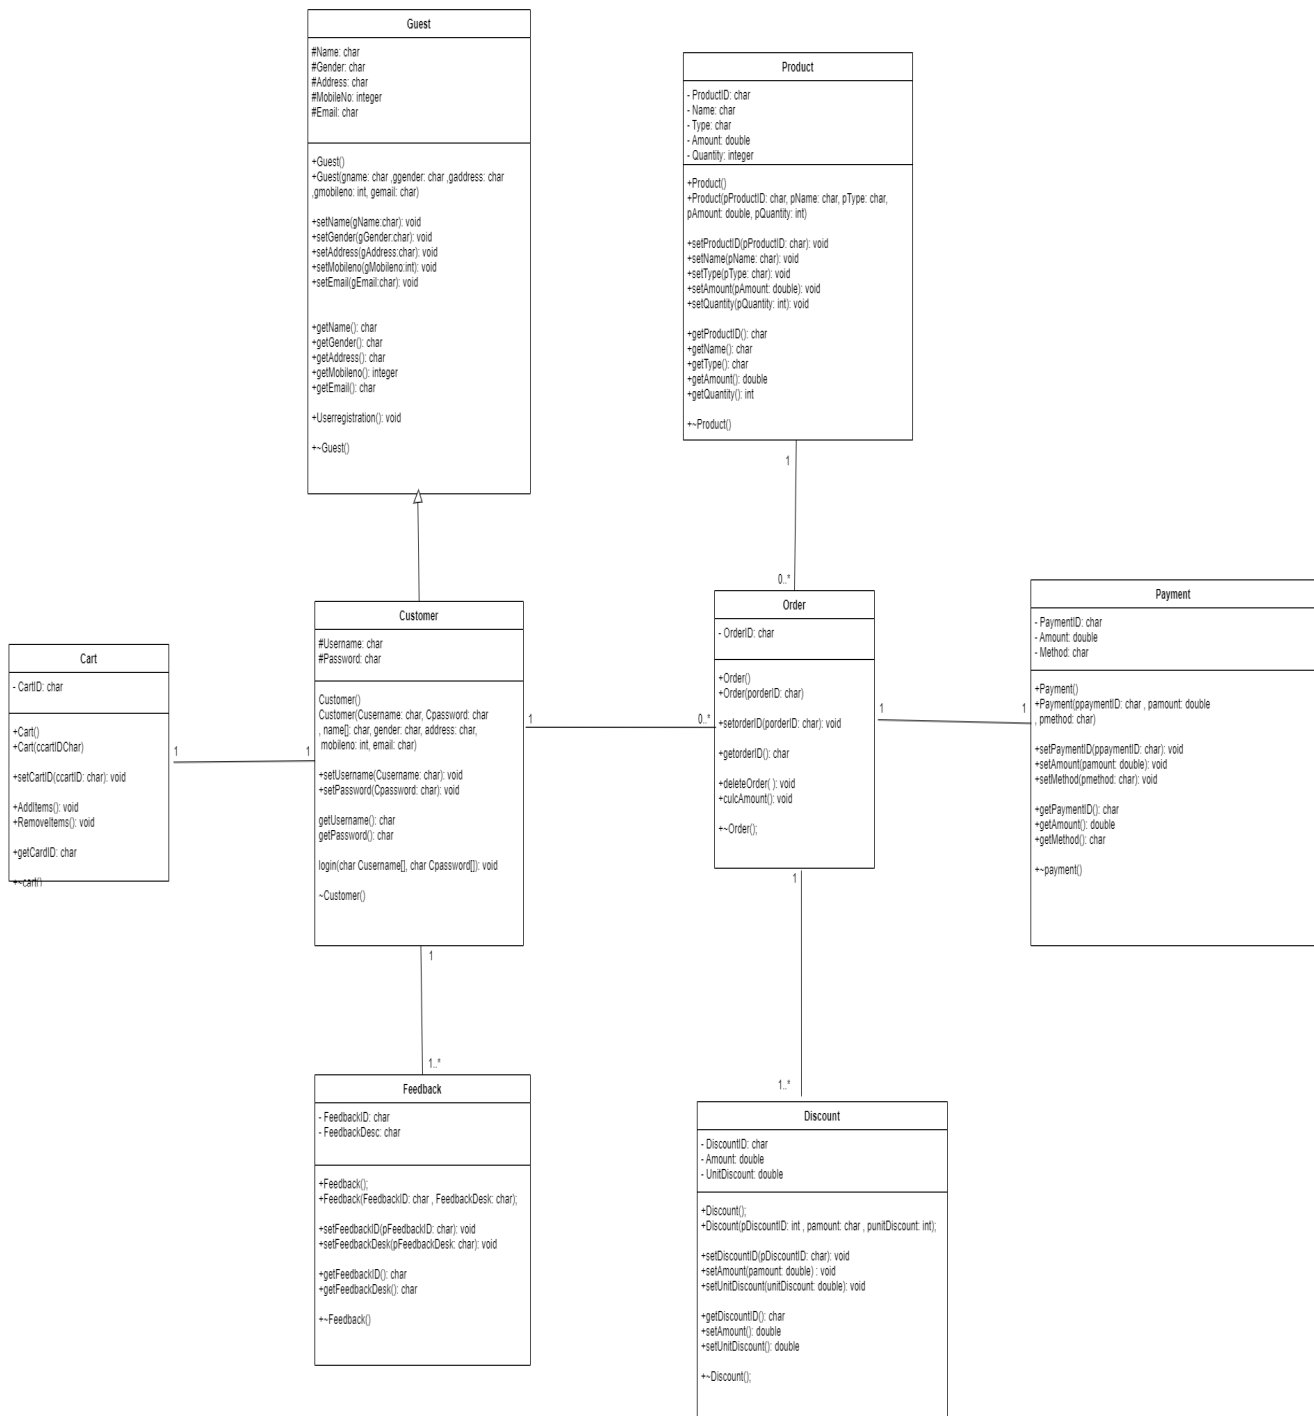 Guest
#Name: char
#Gender: char
#Address: char
#MobileNo: integer
#Email: char
+Guest()
+Guest(gname: char ,ggender: char ,gaddress: char
,gmobileno: int, gemail: char)
+setName(gName:char): void
+setGender(gGender:char): void
+setAddress(gAddress:char): void
+setMobileno(gMobileno:int): void
+setEmail(gEmail:char): void
+getName(): char
+getGender(): char
+getAddress(): char
+getMobileno(): integer
+getEmail(): char
+Userregistration(): void
+~Guest()
Product
- ProductID: char
- Name: char
- Type: char
- Amount: double
- Quantity: integer
+Product()
+Product(pProductID: char, pName: char, pType: char,
pAmount: double, pQuantity: int)
+setProductID(pProductID: char): void
+setName(pName: char): void
+setType(pType: char): void
+setAmount(pAmount: double): void
+setQuantity(pQuantity: int): void
+getProductID(): char
+getName(): char
+getType(): char
+getAmount(): double
+getQuantity(): int
+~Product()
1
0..*
Cart
- CartID: char
+Cart()
+Cart(ccartIDChar)
+setCartID(ccartID: char): void
+AddItems(): void
+RemoveItems(): void
+getCardID: char
+~cart()
1
1
Customer
#Username: char
#Password: char
Customer()
Customer(Cusername: char, Cpassword: char
, name[]: char, gender: char, address: char,
mobileno: int, email: char)
+setUsername(Cusername: char): void
+setPassword(Cpassword: char): void
getUsername(): char
getPassword(): char
login(char Cusername[], char Cpassword[]): void
~Customer()
1
0..*
Order
- OrderID: char
+Order()
+Order(porderID: char)
+setorderID(porderID: char): void
+getorderID(): char
+deleteOrder( ): void
+culcAmount(): void
+~Order();
1
1
Payment
- PaymentID: char
- Amount: double
- Method: char
+Payment()
+Payment(ppaymentID: char , pamount: double
, pmethod: char)
+setPaymentID(ppaymentID: char): void
+setAmount(pamount: double): void
+setMethod(pmethod: char): void
+getPaymentID(): char
+getAmount(): double
+getMethod(): char
+~payment()
1
1..*
Feedback
- FeedbackID: char
- FeedbackDesc: char
+Feedback();
+Feedback(FeedbackID: char , FeedbackDesk: char);
+setFeedbackID(pFeedbackID: char): void
+setFeedbackDesk(pFeedbackDesk: char): void
+getFeedbackID(): char
+getFeedbackDesk(): char
+~Feedback()
1
1..*
Discount
- DiscountID: char
- Amount: double
- UnitDiscount: double
+Discount();
+Discount(pDiscountID: int , pamount: char , punitDiscount: int);
+setDiscountID(pDiscountID: char): void
+setAmount(pamount: double) : void
+setUnitDiscount(unitDiscount: double): void
+getDiscountID(): char
+setAmount(): double
+setUnitDiscount(): double
+~Discount();